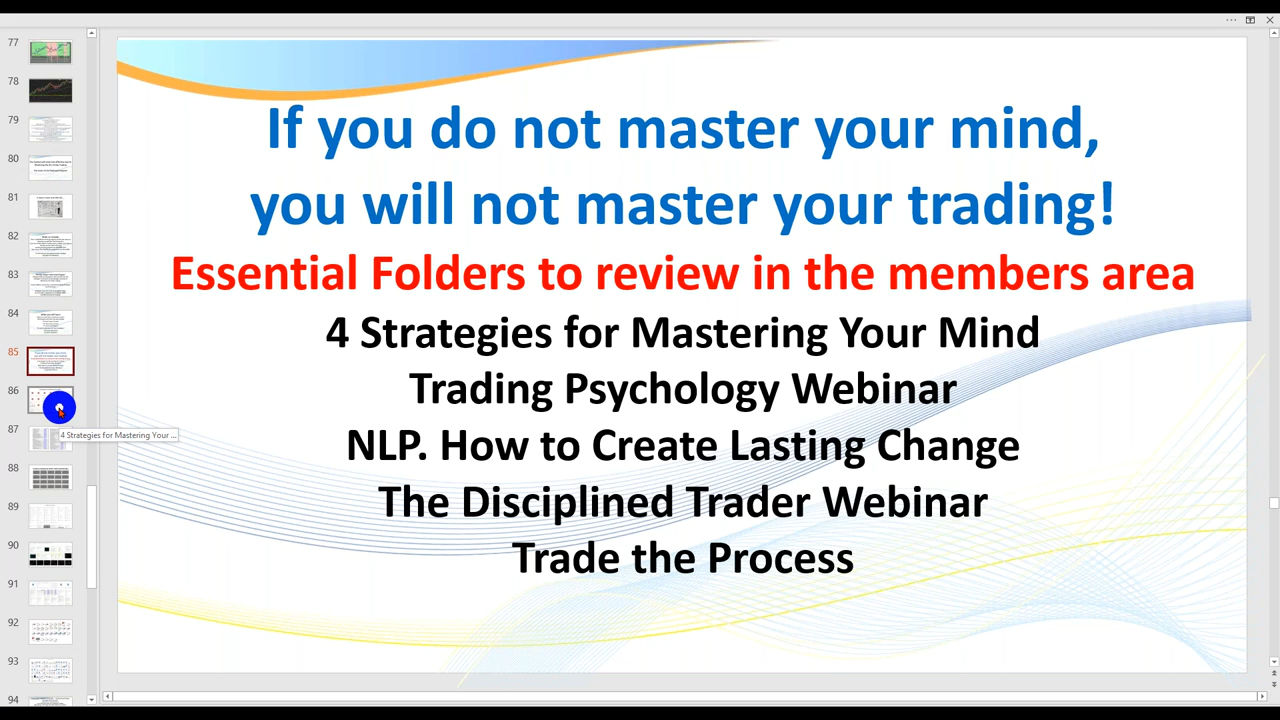 77
78
79
80
81
82
83
84
85
86
87
88
89
90
91
92
93
94
4 Strategies for Mastering Your ...
If you do not master your mind,
you will not master your trading!
Essential Folders to review in the members area
4 Strategies for Mastering Your Mind
Trading Psychology Webinar
NLP. How to Create Lasting Change
The Disciplined Trader Webinar
Trade the Process